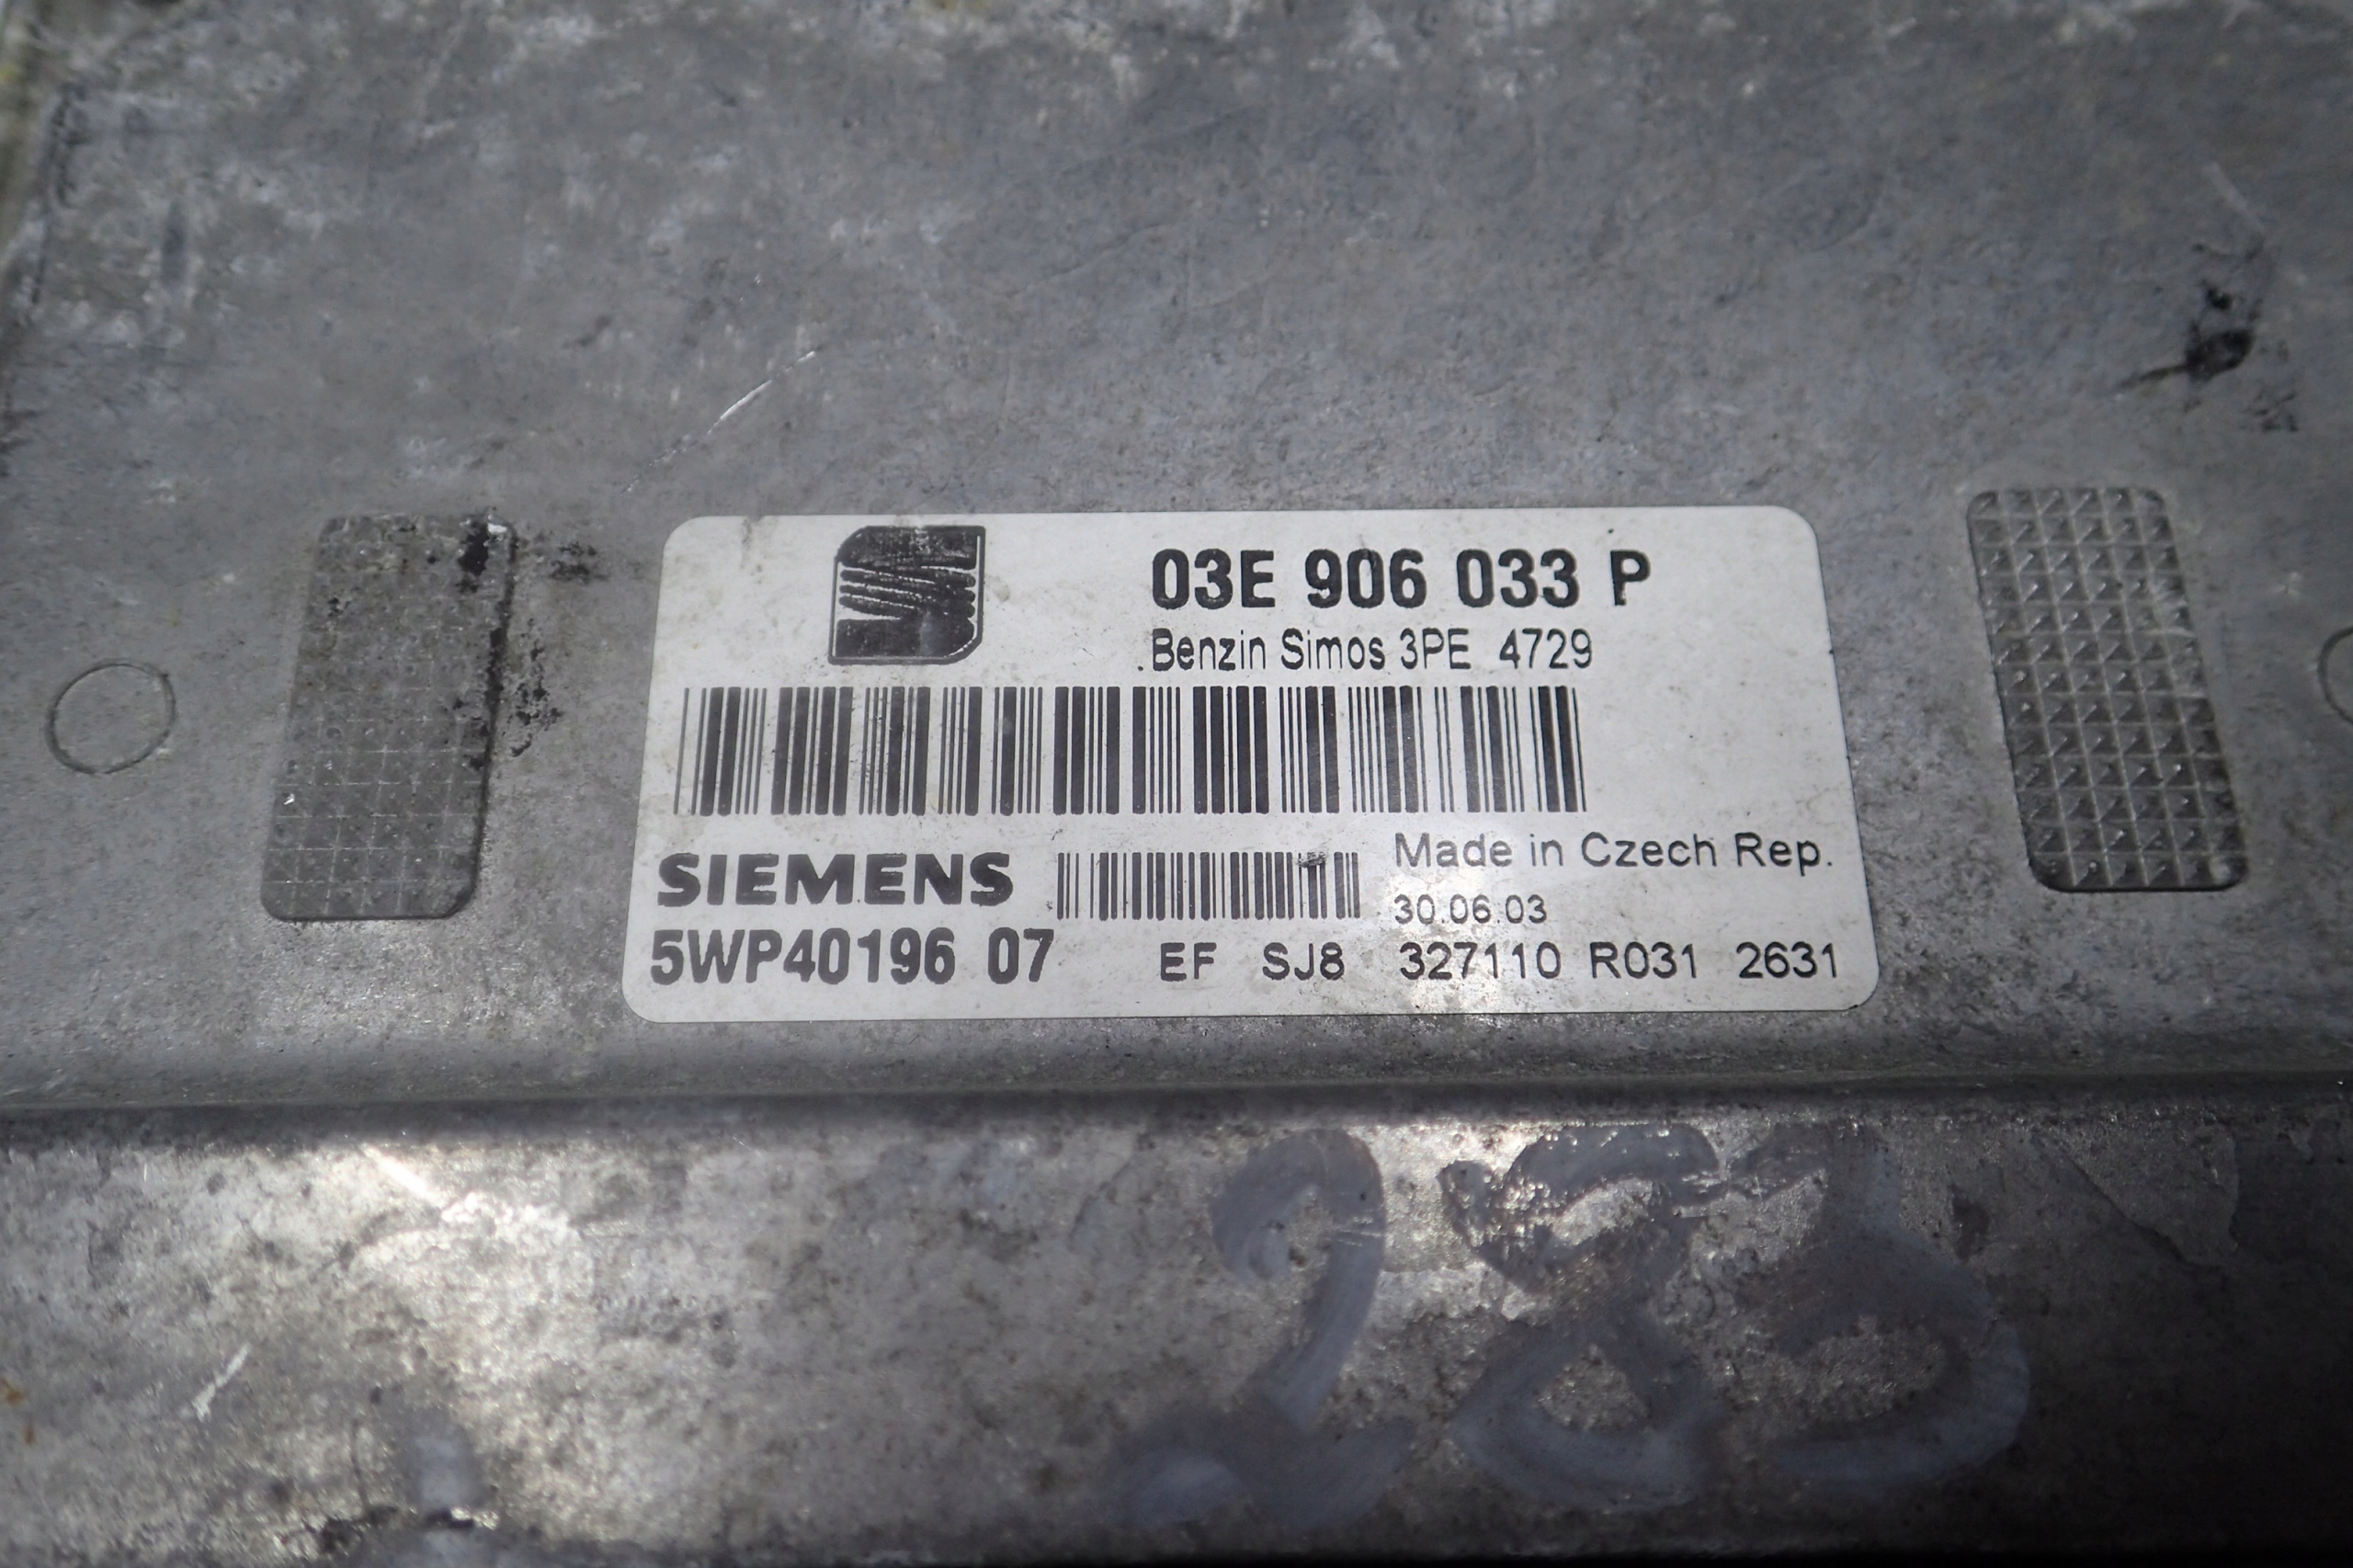 03E 906 033 P
Benzin Simos 3PE 4729
SIEMENS
Made in Czech Rep.
30.06.03
5WP40196 07 EF SJ8 327110 R031 2631
283